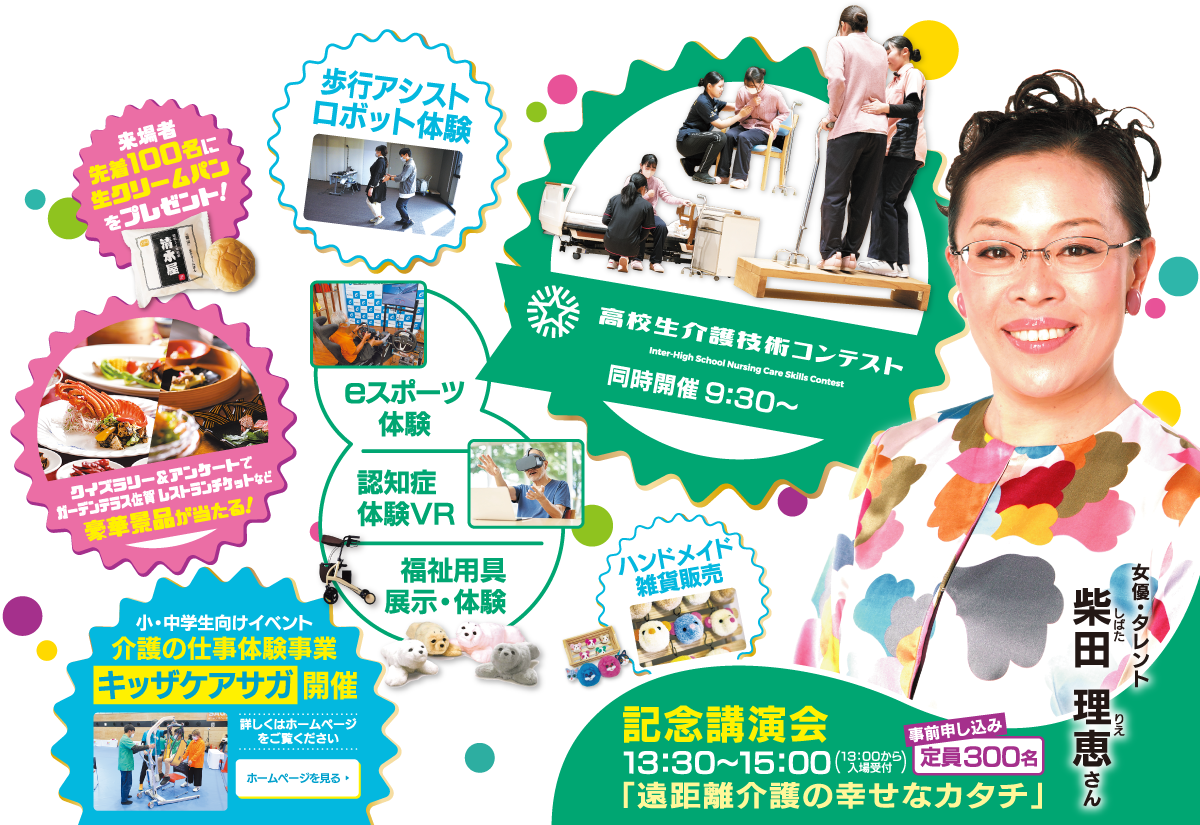 来場者
先着100名に
生クリームパン
をプレゼント!
清水屋
クイズラリー&アンケートで
ガーデンテラス佐賀 レストランチケットなど
豪華景品が当たる!
歩行アシスト
ロボット体験
eスポーツ
体験
認知症
体験VR
福祉用具
展示・体験
高校生介護技術コンテスト
Inter-High School Nursing Care Skills Contest
同時開催 9:30～
ハンドメイド
雑貨販売
小・中学生向けイベント
介護の仕事体験事業
キッザケアサガ 開催
詳しくはホームページ
をご覧ください
ホームページを見る
女優・タレント
柴田 理恵さん
しばた りえ
記念講演会
13:30～15:00 (13:00から入場受付)
事前申し込み
定員300名
「遠距離介護の幸せなカタチ」